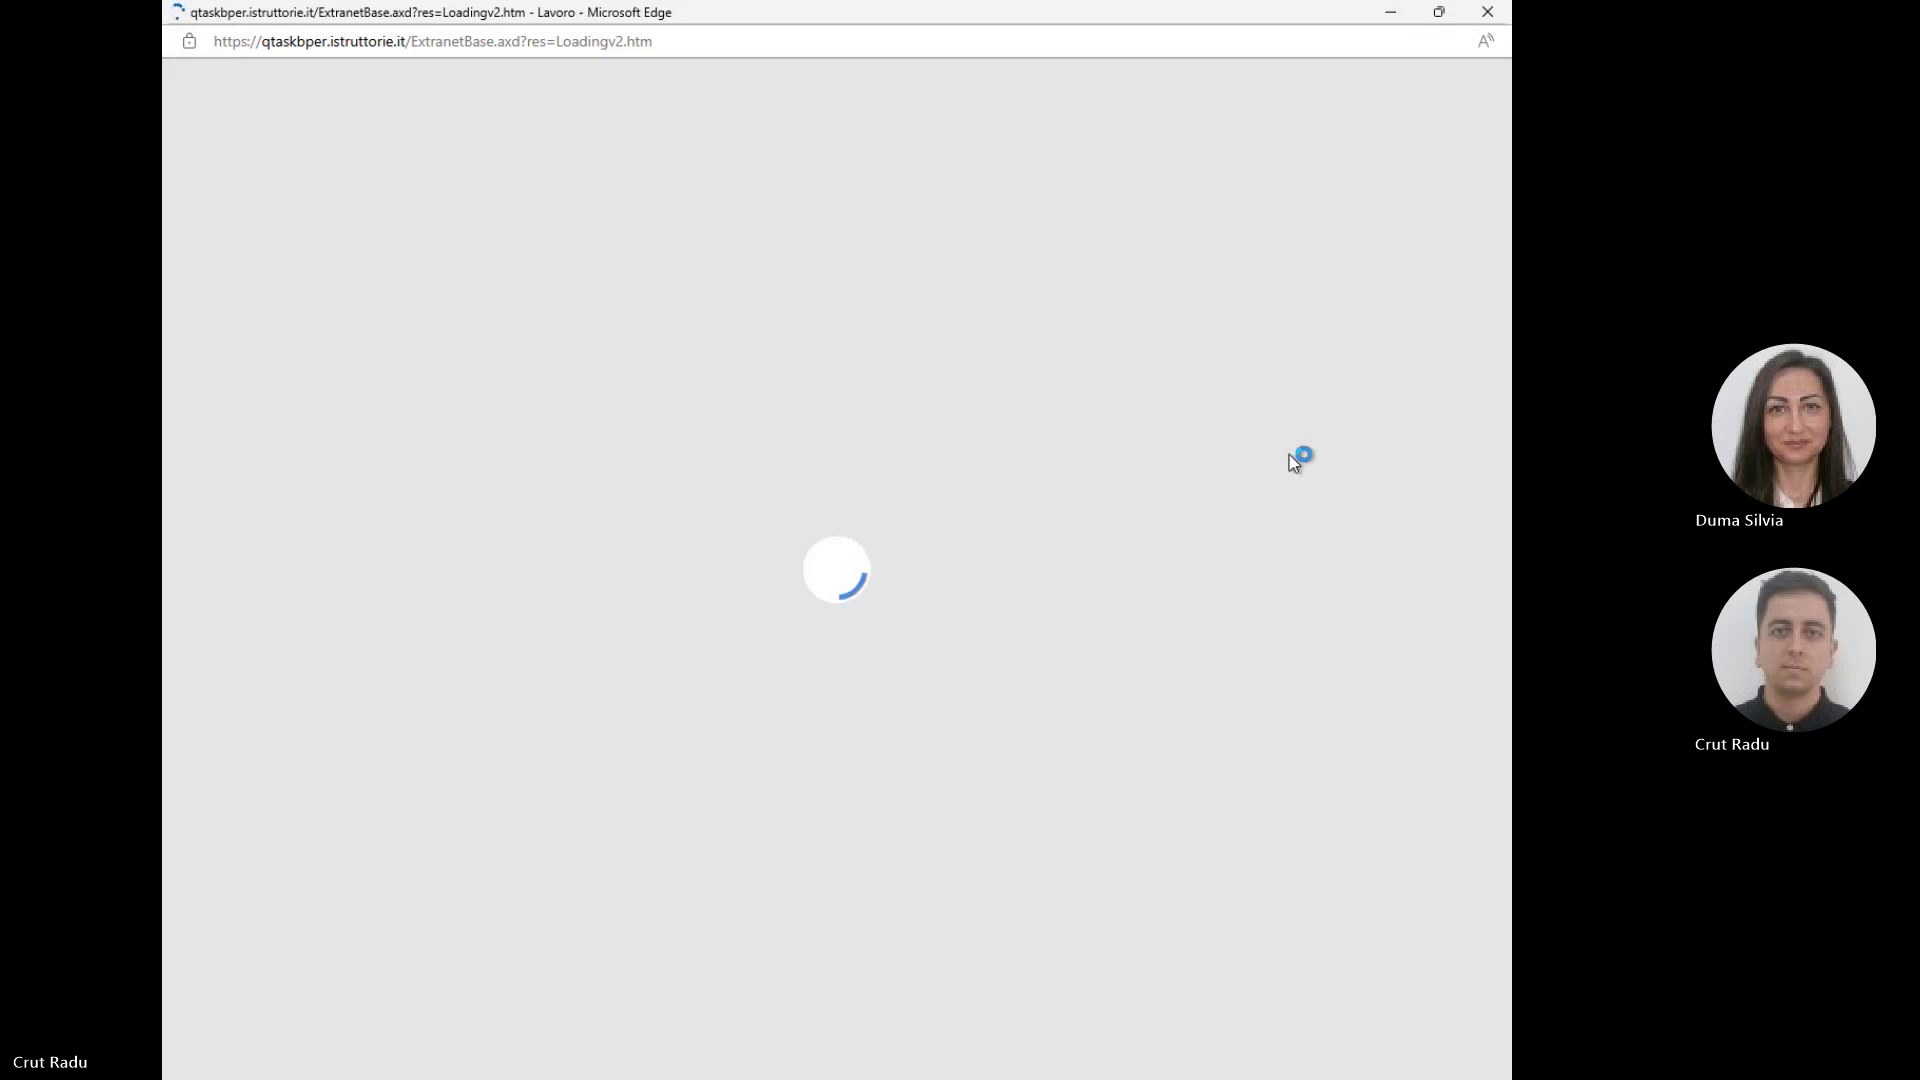 qtaskbper.istruttorie.it/ExtranetBase.axd?res=Loadingv2.htm - Lavoro - Microsoft Edge
https://qtaskbper.istruttorie.it/ExtranetBase.axd?res=Loadingv2.htm
Duma Silvia
Crut Radu
Crut Radu